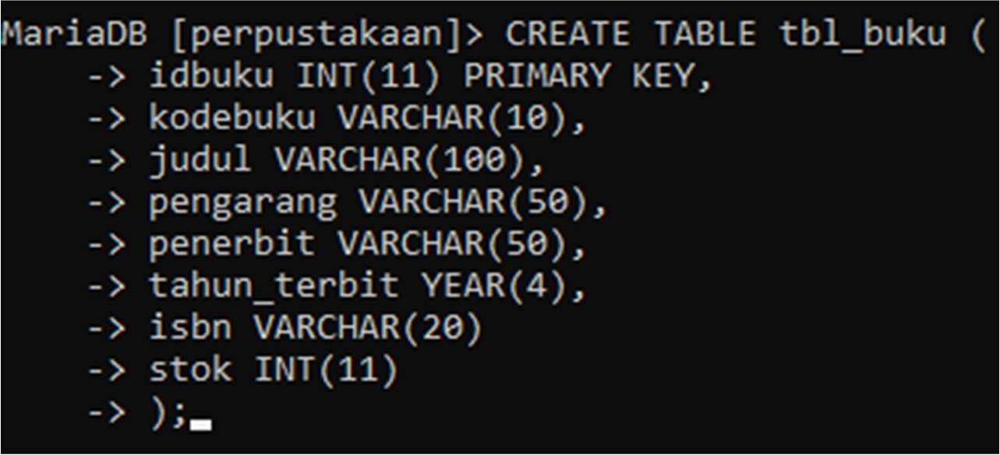 MariaDB [perpustakaan]> CREATE TABLE tbl_buku (
-> idbuku INT(11) PRIMARY KEY,
-> kodebuku VARCHAR(10),
-> judul VARCHAR(100),
-> pengarang VARCHAR(50),
-> penerbit VARCHAR(50),
-> tahun_terbit YEAR(4),
-> isbn VARCHAR(20)
-> stok INT(11)
-> );